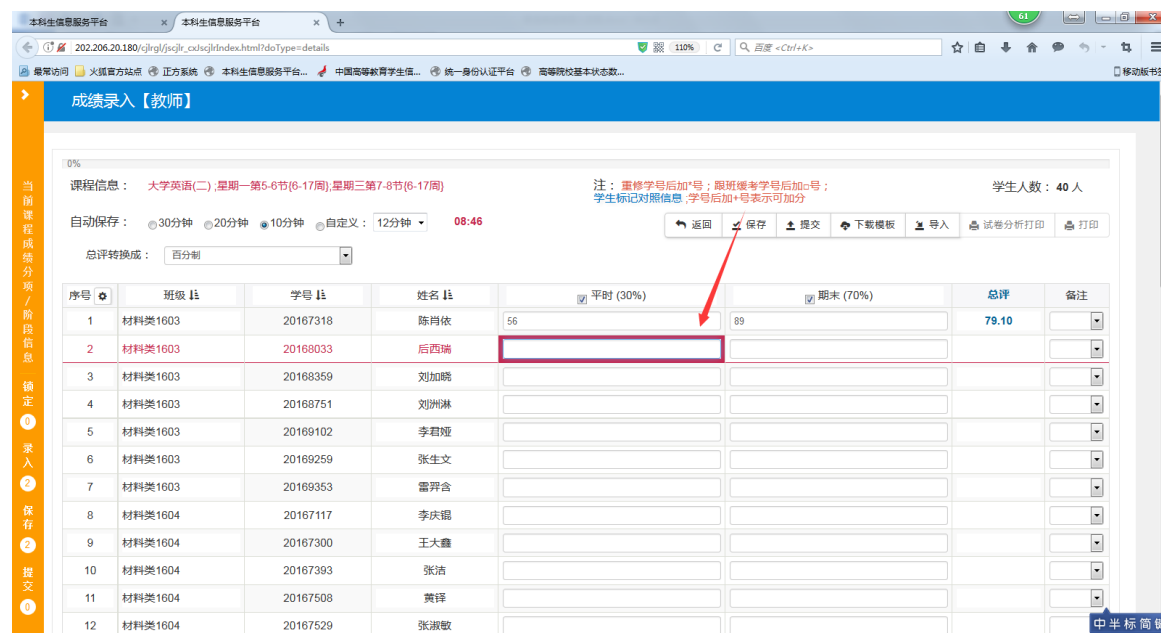 61
本科生信息服务平台 × 本科生信息服务平台 × +
202.206.20.180/cjlrgl/jscjlr_cxJscjlrIndex.html?doType=details 110% 百度 <Ctrl+K>
最常访问 火狐官方站点 正方系统 本科生信息服务平台... 中国高等教育学生信... 统一身份认证平台 高等院校基本状态数... 移动版书签
成绩录入【教师】
0%
课程信息： 大学英语(二) ;星期一第5-6节{6-17周};星期三第7-8节{6-17周}
注： 重修学号后加*号；跟班缓考学号后加□号；
学生标记对照信息 ;学号后加+号表示可加分
学生人数：40 人
自动保存： 30分钟 20分钟 10分钟 自定义： 12分钟 08:46
返回 保存 提交 下载模板 导入 试卷分析打印 打印
总评转换成： 百分制
序号 班级 学号 姓名 平时 (30%) 期末 (70%) 总评 备注
1 材料类1603 20167318 陈肖依 56 89 79.10
2 材料类1603 20168033 后西瑞
3 材料类1603 20168359 刘加晓
4 材料类1603 20168751 刘洲淋
5 材料类1603 20169102 李君娅
6 材料类1603 20169259 张生文
7 材料类1603 20169353 雷羿含
8 材料类1604 20167117 李庆锟
9 材料类1604 20167300 王大鑫
10 材料类1604 20167393 张洁
11 材料类1604 20167508 黄铎
12 材料类1604 20167529 张淑敏
当前课程成绩分项/阶段信息
锁定 0
录入 2
保存 2
提交 0
中半标简